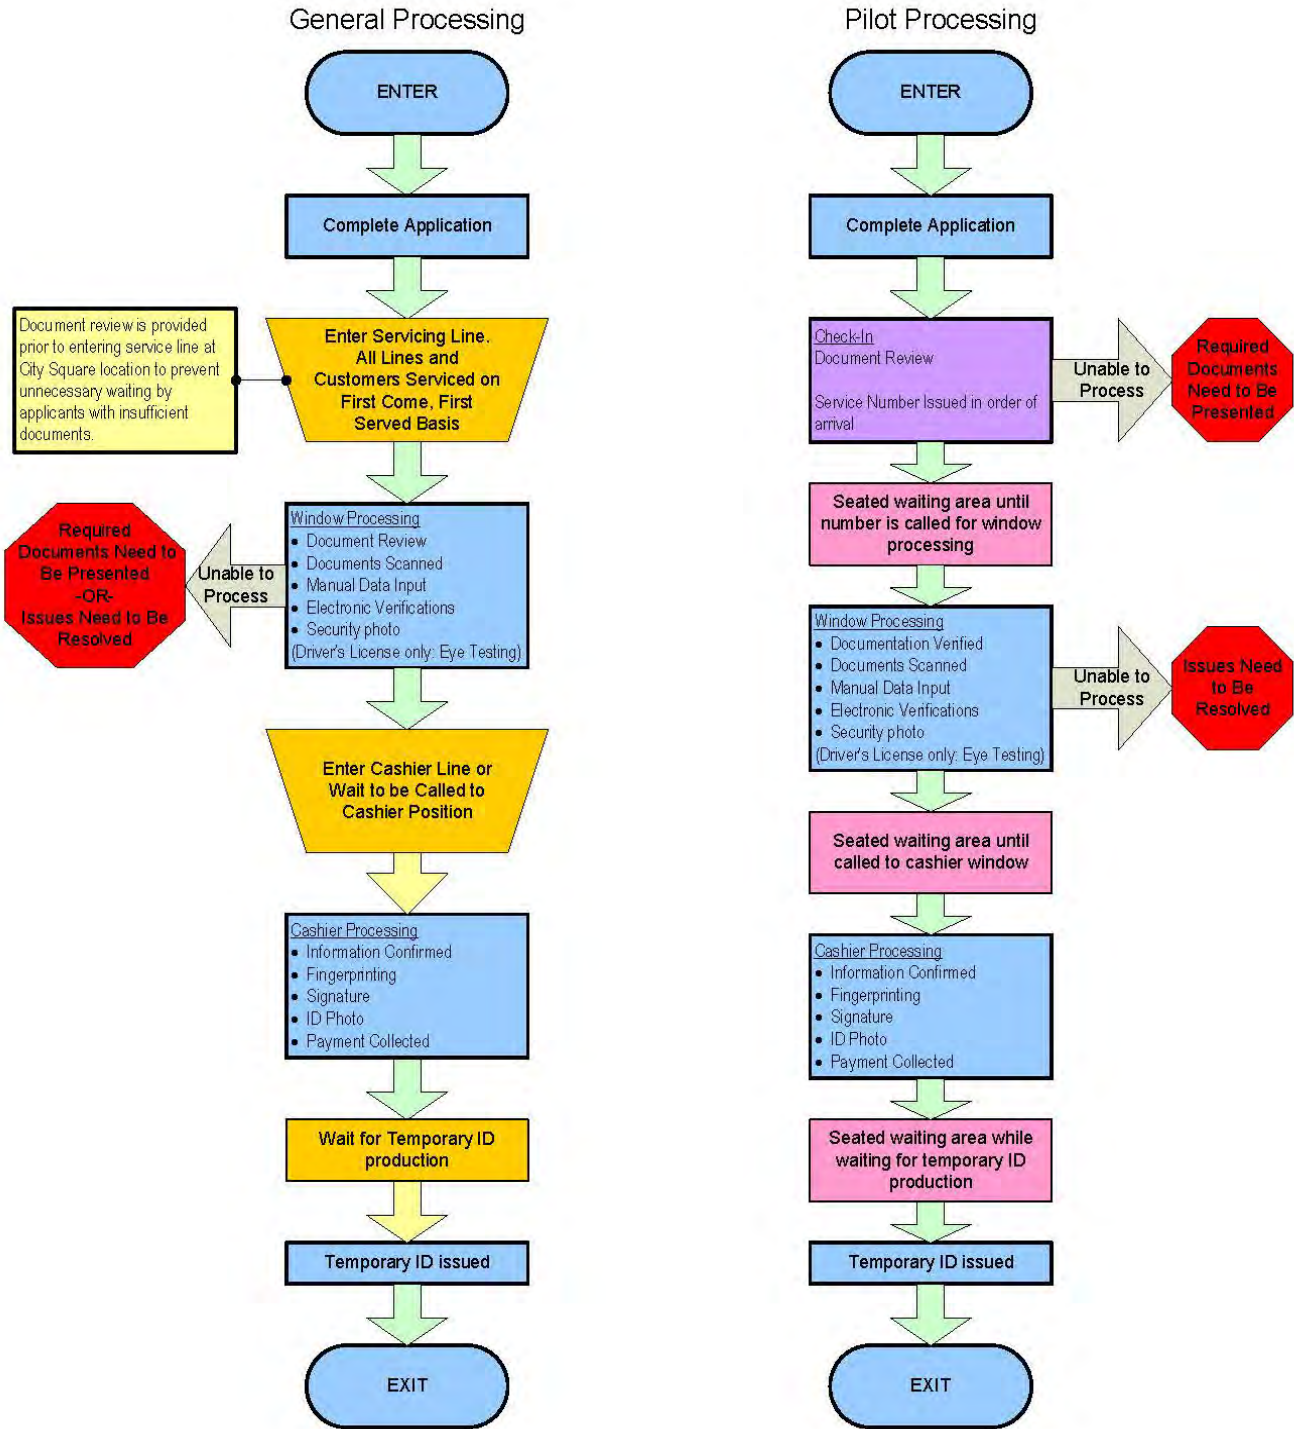 General Processing
ENTER
Complete Application
Document review is provided
prior to entering service line at
City Square location to prevent
unnecessary waiting by
applicants with insufficient
documents.
Enter Servicing Line.
All Lines and
Customers Serviced on
First Come, First
Served Basis
Window Processing
• Document Review
• Documents Scanned
• Manual Data Input
• Electronic Verifications
• Security photo
(Driver's License only: Eye Testing)
Unable to
Process
Required
Documents Need to
Be Presented
-OR-
Issues Need to Be
Resolved
Enter Cashier Line or
Wait to be Called to
Cashier Position
Cashier Processing
• Information Confirmed
• Fingerprinting
• Signature
• ID Photo
• Payment Collected
Wait for Temporary ID
production
Temporary ID issued
EXIT
Pilot Processing
ENTER
Complete Application
Check-In
Document Review
Service Number Issued in order of
arrival
Unable to
Process
Required
Documents
Need to Be
Presented
Seated waiting area until
number is called for window
processing
Window Processing
• Documentation Verified
• Documents Scanned
• Manual Data Input
• Electronic Verifications
• Security photo
(Driver's License only: Eye Testing)
Unable to
Process
Issues Need
to Be
Resolved
Seated waiting area until
called to cashier window
Cashier Processing
• Information Confirmed
• Fingerprinting
• Signature
• ID Photo
• Payment Collected
Seated waiting area while
waiting for temporary ID
production
Temporary ID issued
EXIT